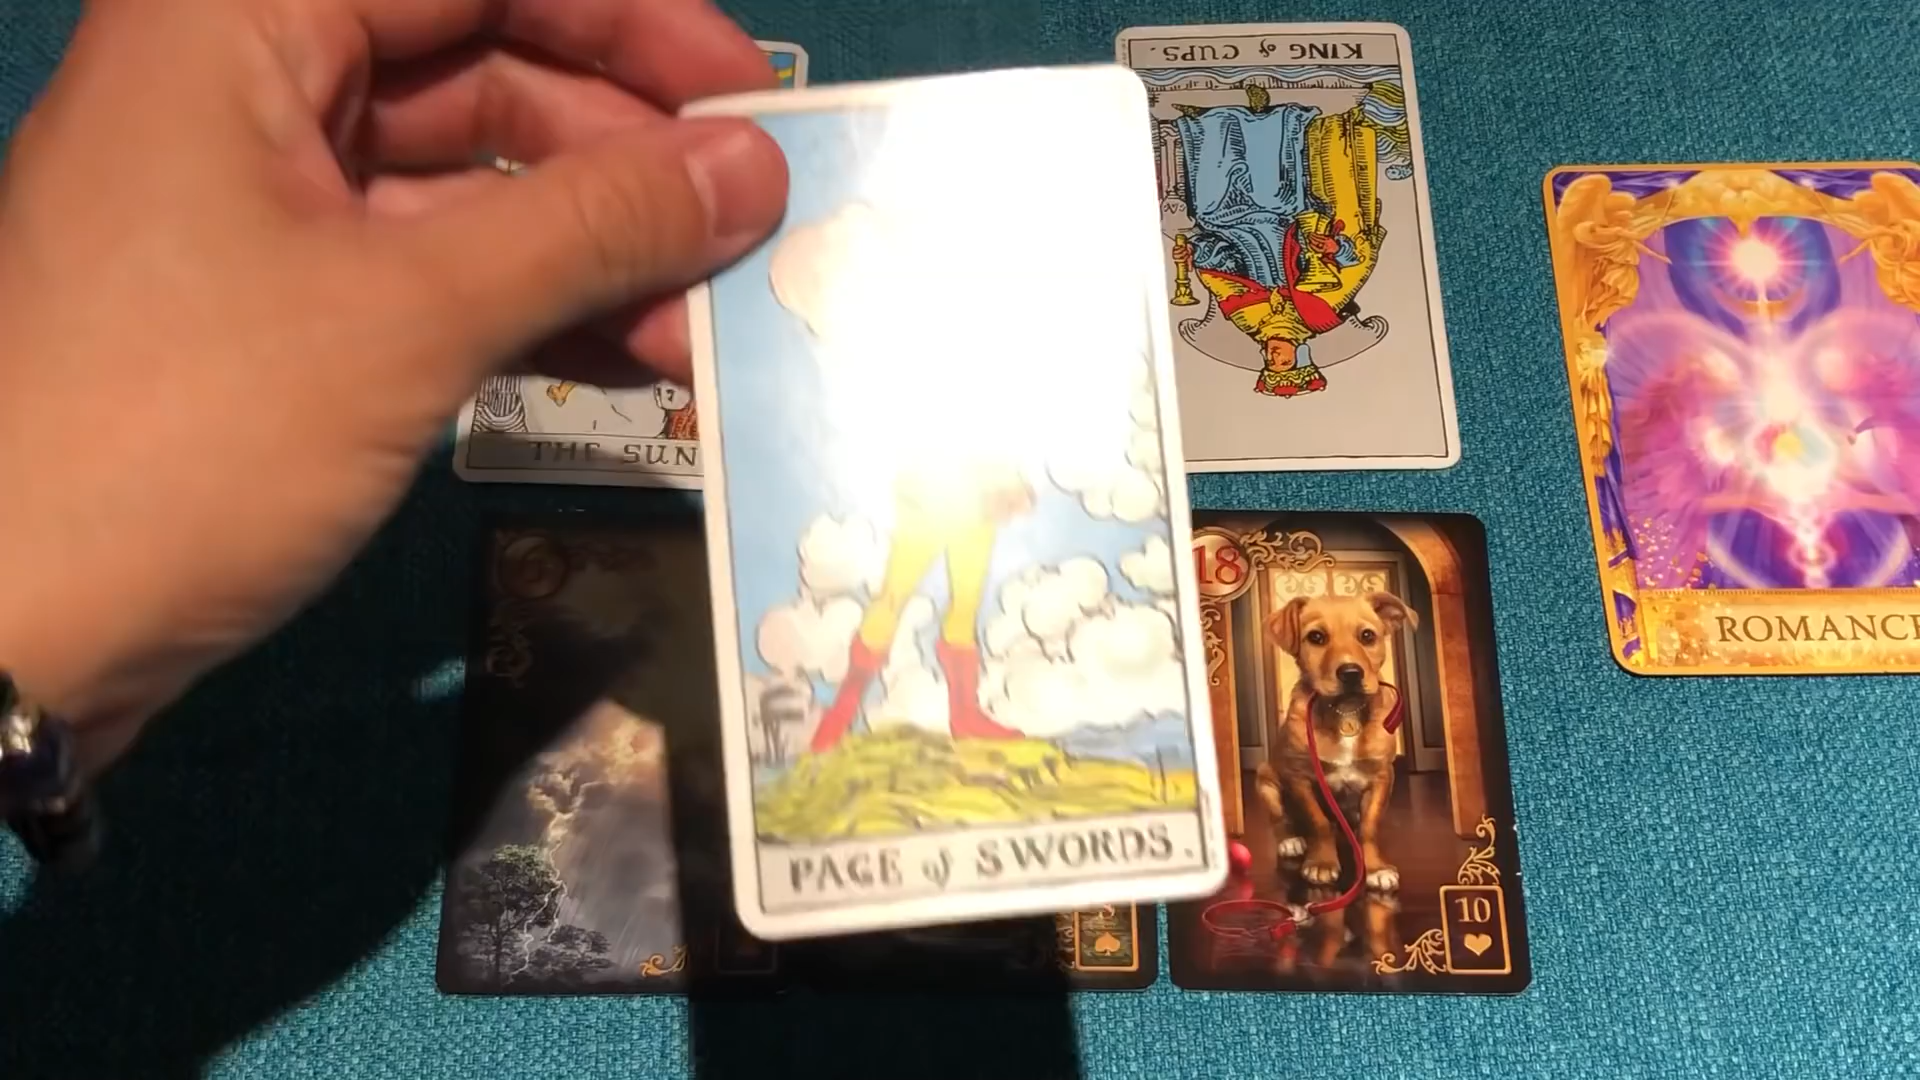 KING of CUPS.
THE SUN
PAGE of SWORDS.
18
ROMANCE
10